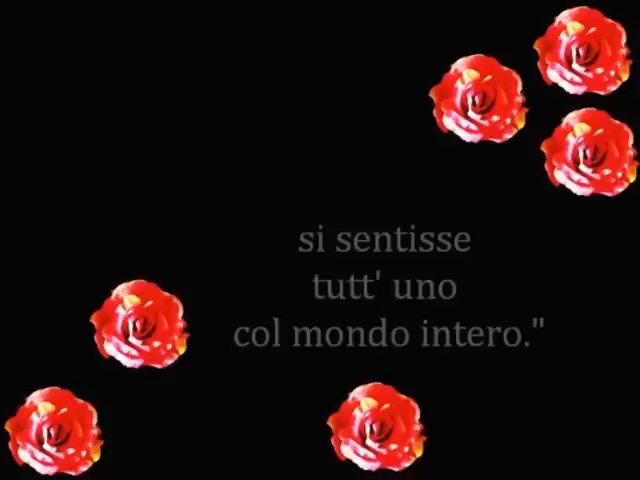 si sentisse
tutt' uno
col mondo intero."